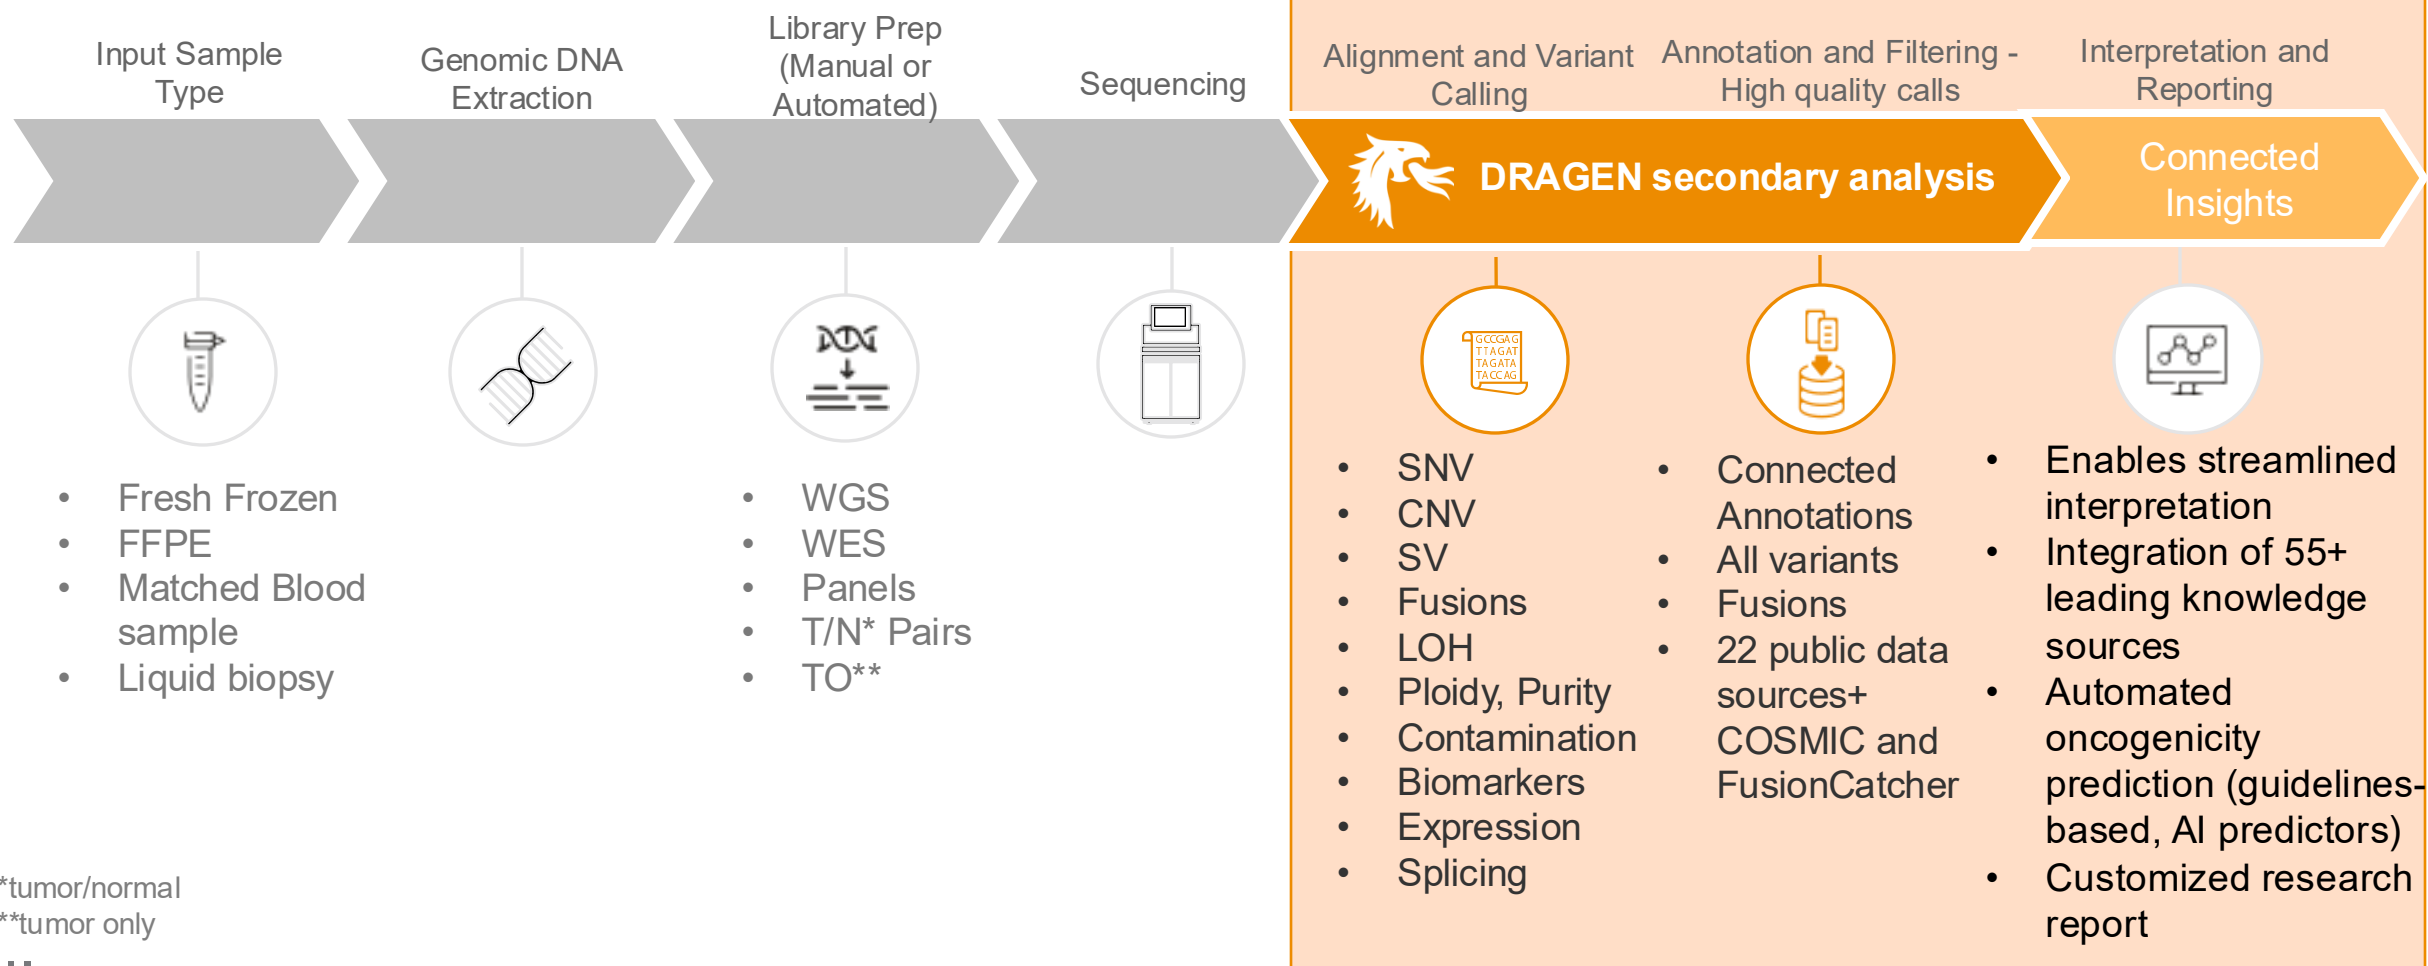 Input Sample
Type
Genomic DNA
Extraction
Library Prep
(Manual or
Automated)
Sequencing
Alignment and Variant
Calling
Annotation and Filtering -
High quality calls
Interpretation and
Reporting
DRAGEN secondary analysis
Connected
Insights
GCCGAG
TTAGAT
TAGATA
TACCAG
• Fresh Frozen
• FFPE
• Matched Blood
sample
• Liquid biopsy
• WGS
• WES
• Panels
• T/N* Pairs
• TO**
• SNV
• CNV
• SV
• Fusions
• LOH
• Ploidy, Purity
• Contamination
• Biomarkers
• Expression
• Splicing
• Connected
Annotations
• All variants
• Fusions
• 22 public data
sources+
COSMIC and
FusionCatcher
• Enables streamlined
interpretation
• Integration of 55+
leading knowledge
sources
• Automated
oncogenicity
prediction (guidelines-
based, AI predictors)
• Customized research
report
*tumor/normal
**tumor only